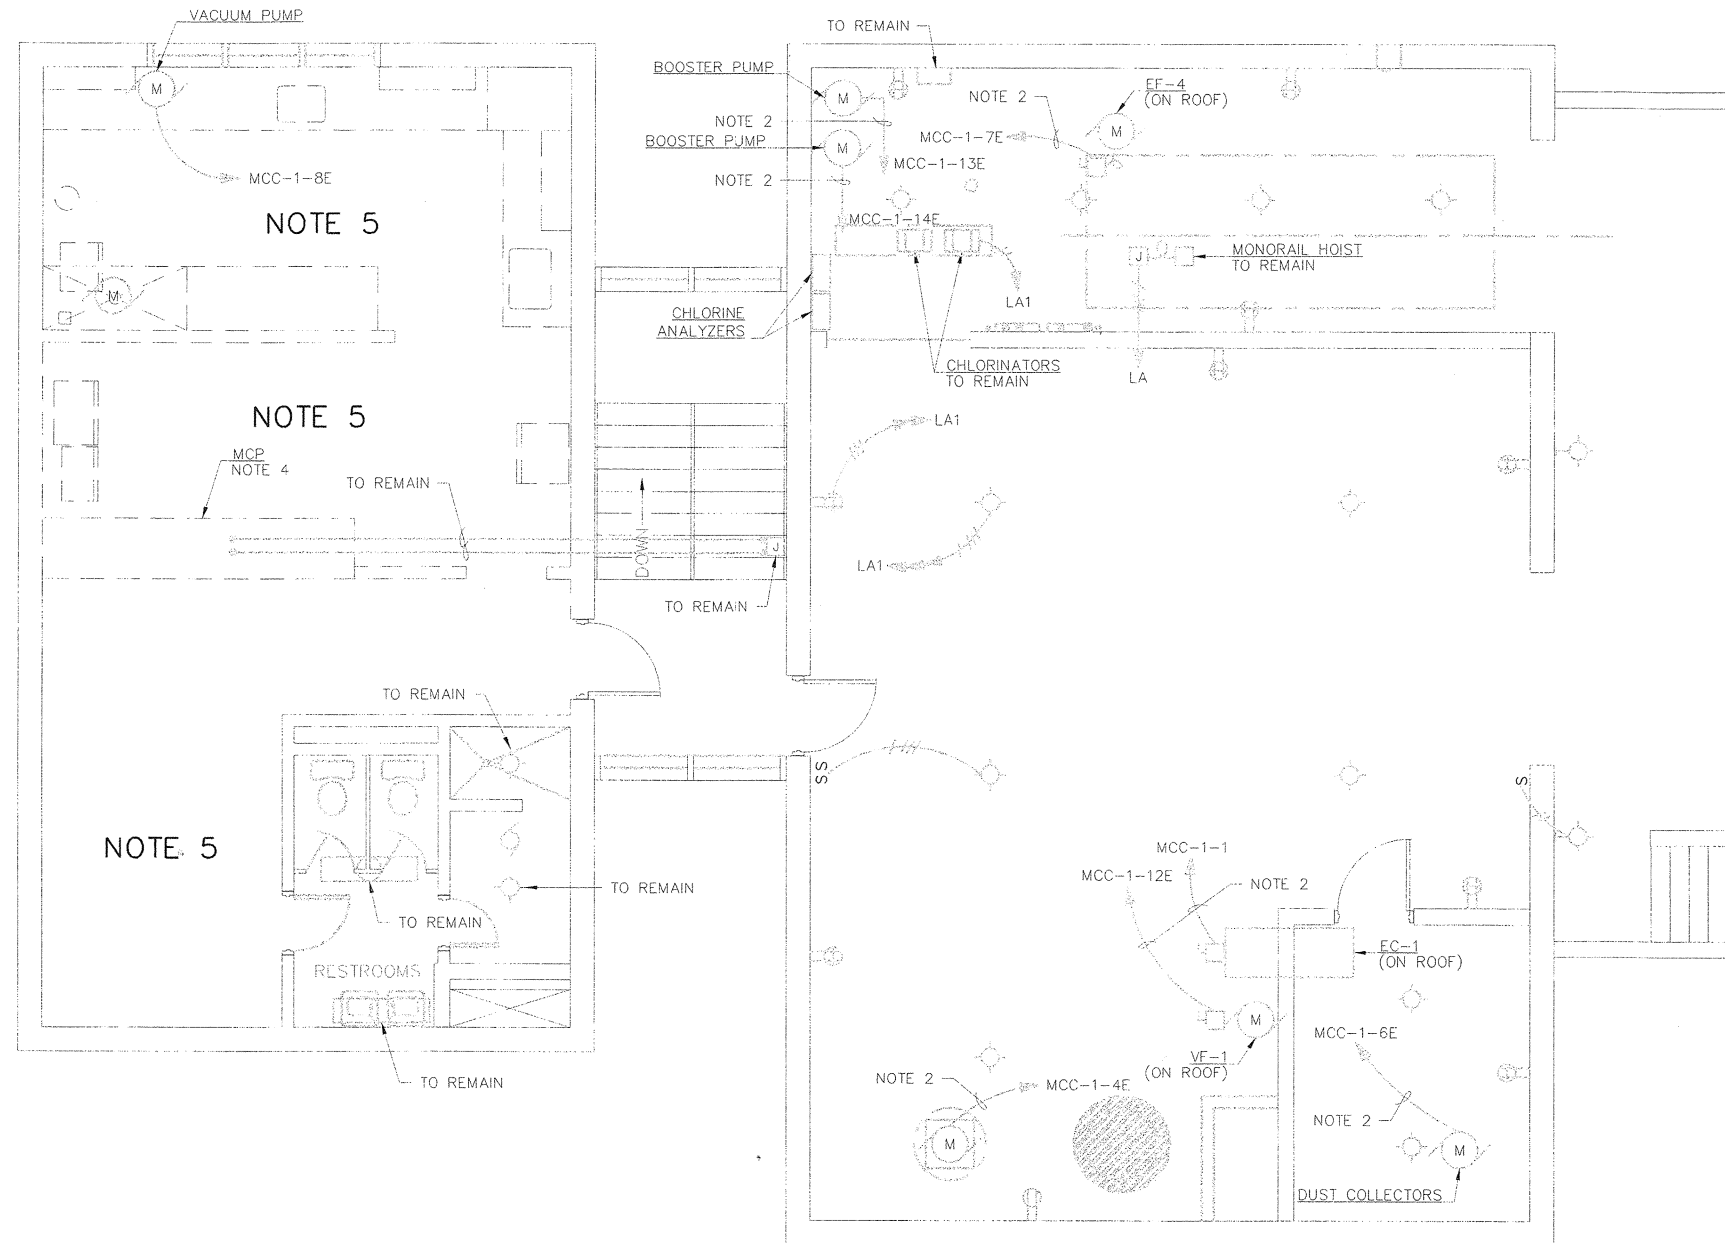 VACUUM PUMP
M
MCC-1-8E
NOTE 5
M
NOTE 5
MCP
NOTE 4
TO REMAIN
J
DOWN
TO REMAIN
TO REMAIN
NOTE 5
TO REMAIN
TO REMAIN
RESTROOMS
TO REMAIN
TO REMAIN
BOOSTER PUMP
M
NOTE 2
BOOSTER PUMP
M
NOTE 2
MCC-1-13E
MCC-1-14E
NOTE 2
MCC-1-7E
EF-4
(ON ROOF)
M
J
MONORAIL HOIST
TO REMAIN
LA1
CHLORINE
ANALYZERS
CHLORINATORS
TO REMAIN
LA
LA1
LA1
SS
S
MCC-1-1
MCC-1-12E
NOTE 2
EC-1
(ON ROOF)
M
VF-1
(ON ROOF)
MCC-1-6E
NOTE 2
NOTE 2
MCC-1-4E
M
M
DUST COLLECTORS